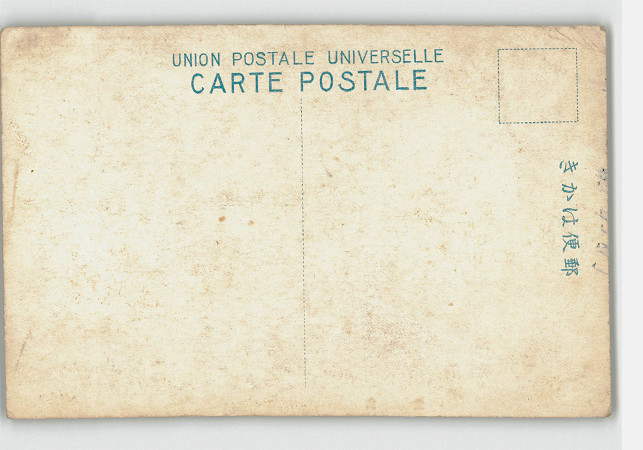 UNION POSTALE UNIVERSELLE
CARTE POSTALE
きかは便郵